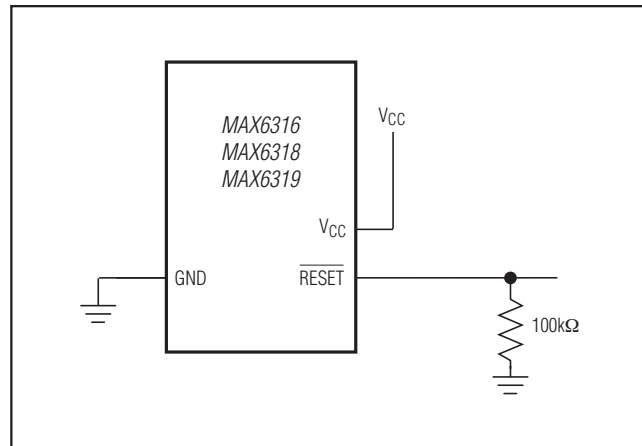 MAX6316
MAX6318
MAX6319
VCC
VCC
GND
RESET
100kΩ